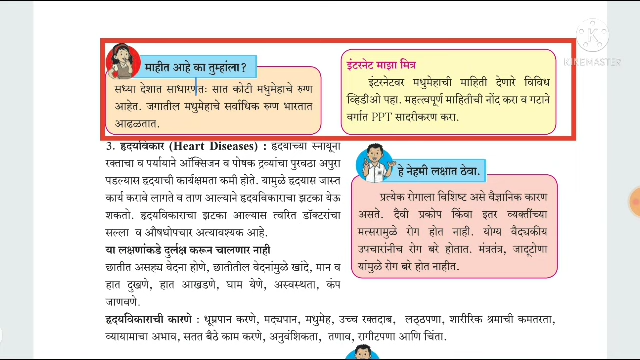 माहीत आहे का तुम्हांला?
सध्या देशात साधारणतः सात कोटी मधुमेहाचे रुग्ण
आहेत. जगातील मधुमेहाचे सर्वाधिक रुग्ण भारतात
आढळतात.
इंटरनेट माझा मित्र
इंटरनेटवर मधुमेहाची माहिती देणारे विविध
व्हिडीओ पहा. महत्वपूर्ण माहितीची नोंद करा व गटाने
वर्गात PPT सादरीकरण करा.
KINEMASTER
3. हृदयविकार (Heart Diseases) : हृदयाच्या स्नायूंना
रक्ताचा व पर्यायाने ऑक्सिजन व पोषक द्रव्यांचा पुरवठा अपुरा
पडल्यास हृदयाची कार्यक्षमता कमी होते. यामुळे हृदयास जास्त
कार्य करावे लागते व ताण आल्याने हृदयविकाराचा झटका येऊ
शकतो. हृदयविकाराचा झटका आल्यास त्वरित डॉक्टरांचा
सल्ला व औषधोपचार अत्यावश्यक आहे.
या लक्षणांकडे दुर्लक्ष करून चालणार नाही
छातीत असह्य वेदना होणे, छातीतील वेदनांमुळे खांदे, मान व
हात दुखणे, हात आखडणे, घाम येणे, अस्वस्थता, कंप
जाणवणे.
हे नेहमी लक्षात ठेवा.
प्रत्येक रोगाला विशिष्ट असे वैज्ञानिक कारण
असते. दैवी प्रकोप किंवा इतर व्यक्तींच्या
मत्सरामुळे रोग होत नाही. योग्य वैद्यकीय
उपचारांनीच रोग बरे होतात. मंत्रतंत्र, जादूटोणा
यांमुळे रोग बरे होत नाहीत.
हृदयविकाराची कारणे : धूम्रपान करणे, मद्यपान, मधुमेह, उच्च रक्तदाब, लठ्ठपणा, शारीरिक श्रमाची कमतरता,
व्यायामाचा अभाव, सतत बैठे काम करणे, अनुवंशिकता, तणाव, रागीटपणा आणि चिंता.